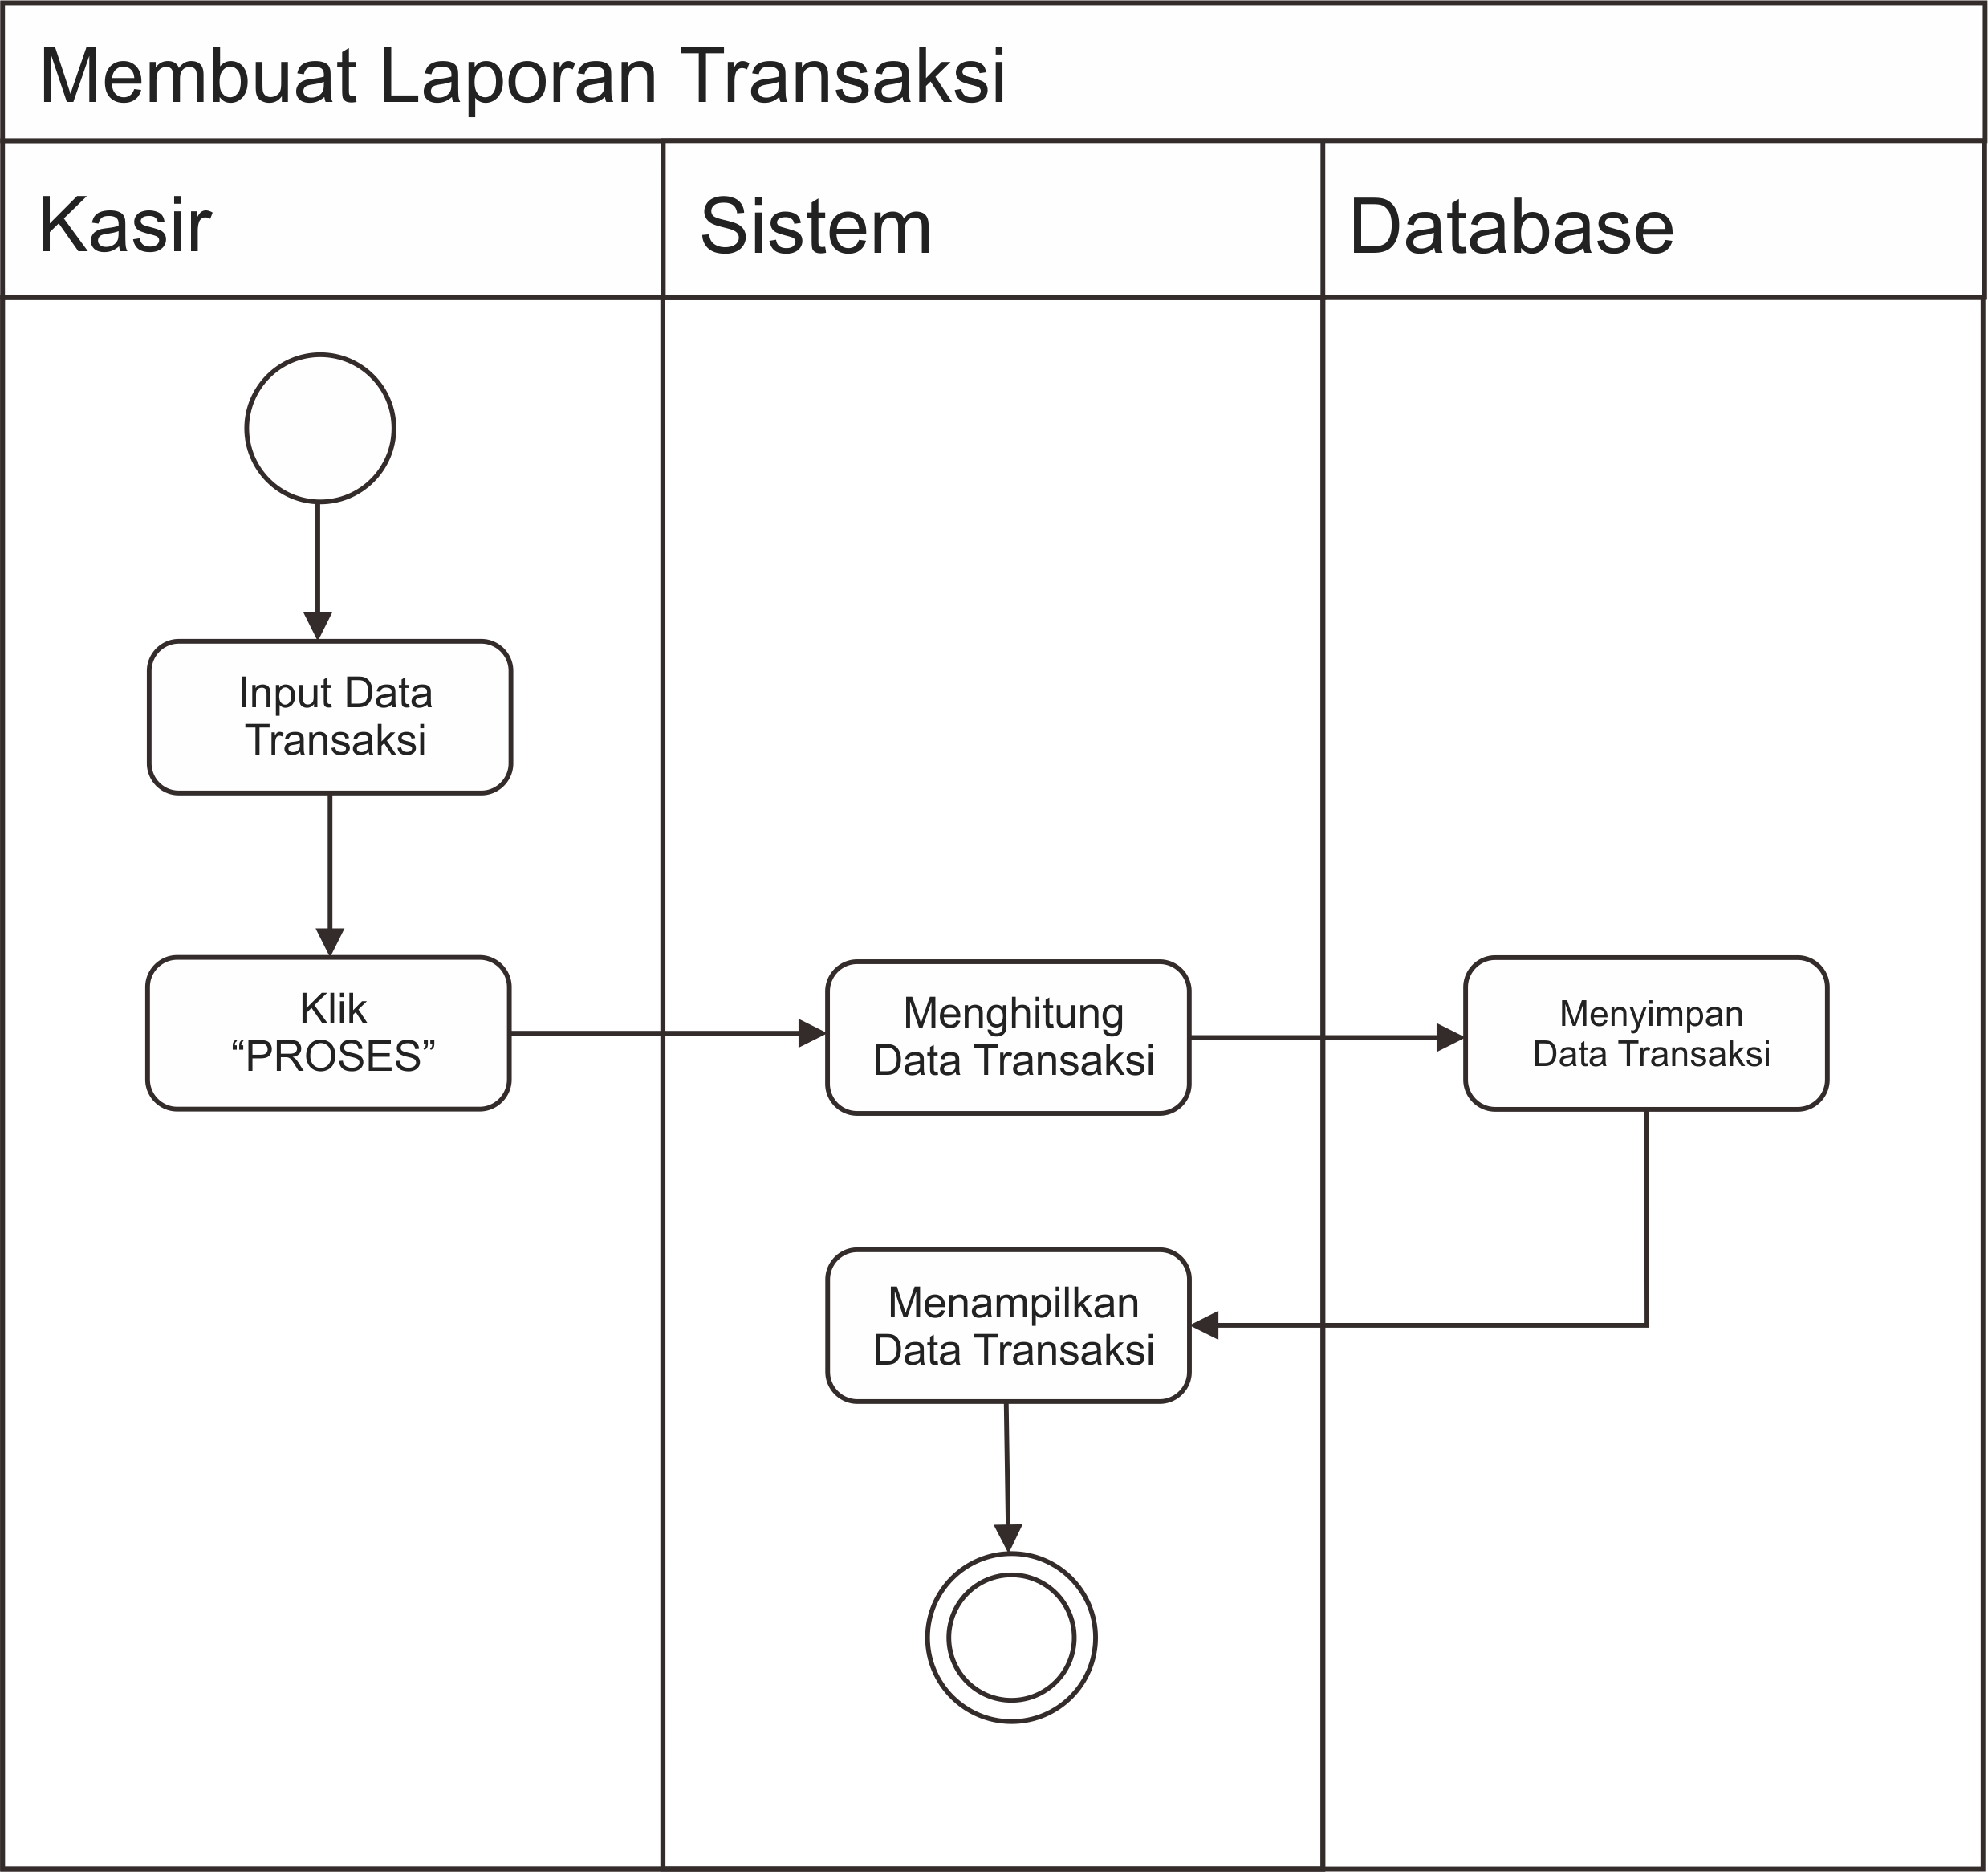 Membuat Laporan Transaksi
Kasir
Sistem
Database
Input Data
Transaksi
Klik
“PROSES”
Menghitung
Data Transaksi
Menyimpan
Data Transaksi
Menampilkan
Data Transaksi